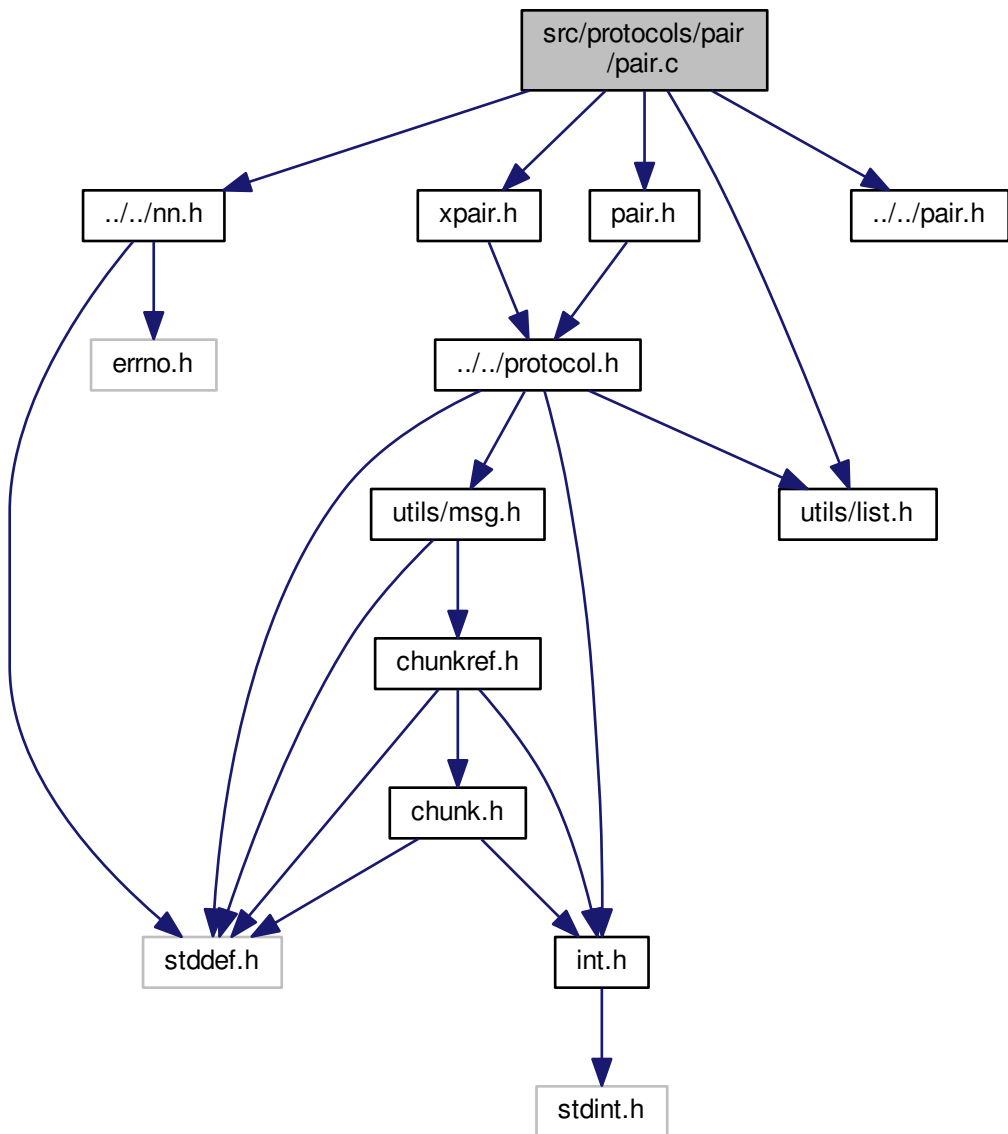 src/protocols/pair
/pair.c
../../nn.h
xpair.h
pair.h
../../pair.h
errno.h
../../protocol.h
utils/msg.h
utils/list.h
chunkref.h
chunk.h
stddef.h
int.h
stdint.h